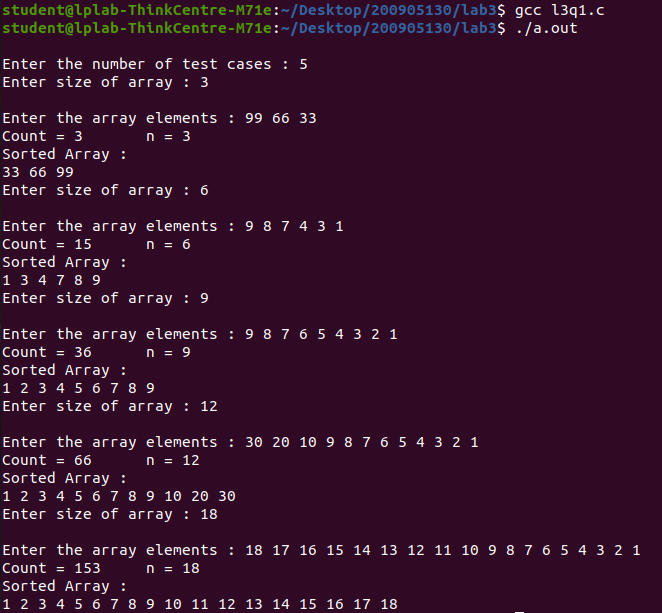 student@lplab-ThinkCentre-M71e:~/Desktop/200905130/lab3$ gcc l3q1.c
student@lplab-ThinkCentre-M71e:~/Desktop/200905130/lab3$ ./a.out
Enter the number of test cases : 5
Enter size of array : 3
Enter the array elements : 99 66 33
Count = 3       n = 3
Sorted Array :
33 66 99
Enter size of array : 6
Enter the array elements : 9 8 7 4 3 1
Count = 15      n = 6
Sorted Array :
1 3 4 7 8 9
Enter size of array : 9
Enter the array elements : 9 8 7 6 5 4 3 2 1
Count = 36      n = 9
Sorted Array :
1 2 3 4 5 6 7 8 9
Enter size of array : 12
Enter the array elements : 30 20 10 9 8 7 6 5 4 3 2 1
Count = 66      n = 12
Sorted Array :
1 2 3 4 5 6 7 8 9 10 20 30
Enter size of array : 18
Enter the array elements : 18 17 16 15 14 13 12 11 10 9 8 7 6 5 4 3 2 1
Count = 153     n = 18
Sorted Array :
1 2 3 4 5 6 7 8 9 10 11 12 13 14 15 16 17 18